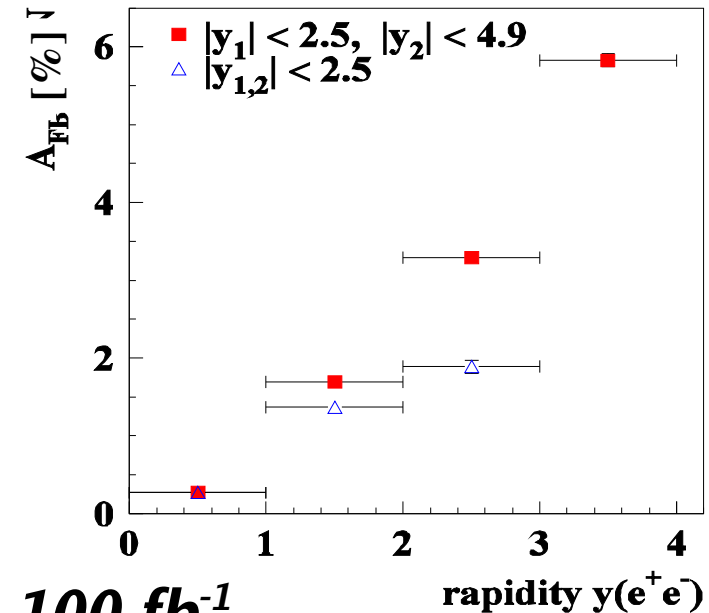 |y₁| < 2.5, |y₂| < 4.9
|y₁,₂| < 2.5
A_Fb [%]
6
4
2
0
0 1 2 3 4
rapidity y(e⁺e⁻)
100 fb⁻¹